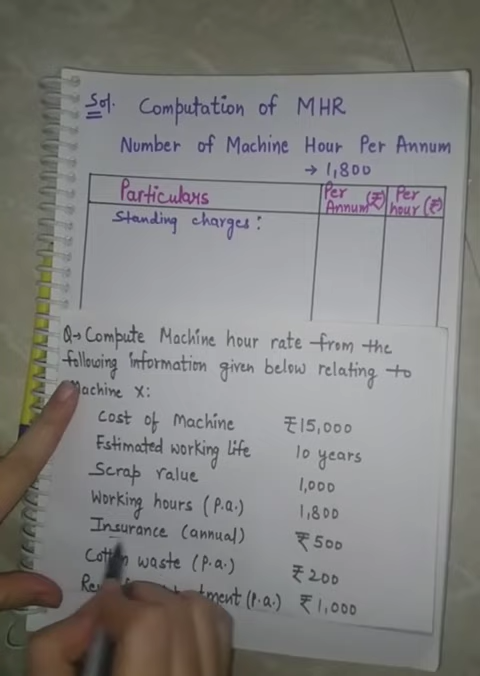 Sol. Computation of MHR
Number of Machine Hour Per Annum
→ 1,800
Particulars Per Annum (₹) Per hour (₹)
Standing charges:
Q→ Compute Machine hour rate from the
following information given below relating to
Machine X:
Cost of Machine ₹15,000
Estimated working life 10 years
Scrap value 1,000
Working hours (P.a.) 1,800
Insurance (annual) ₹500
Cotton waste (P.a.) ₹200
(P.a.) ₹1,000